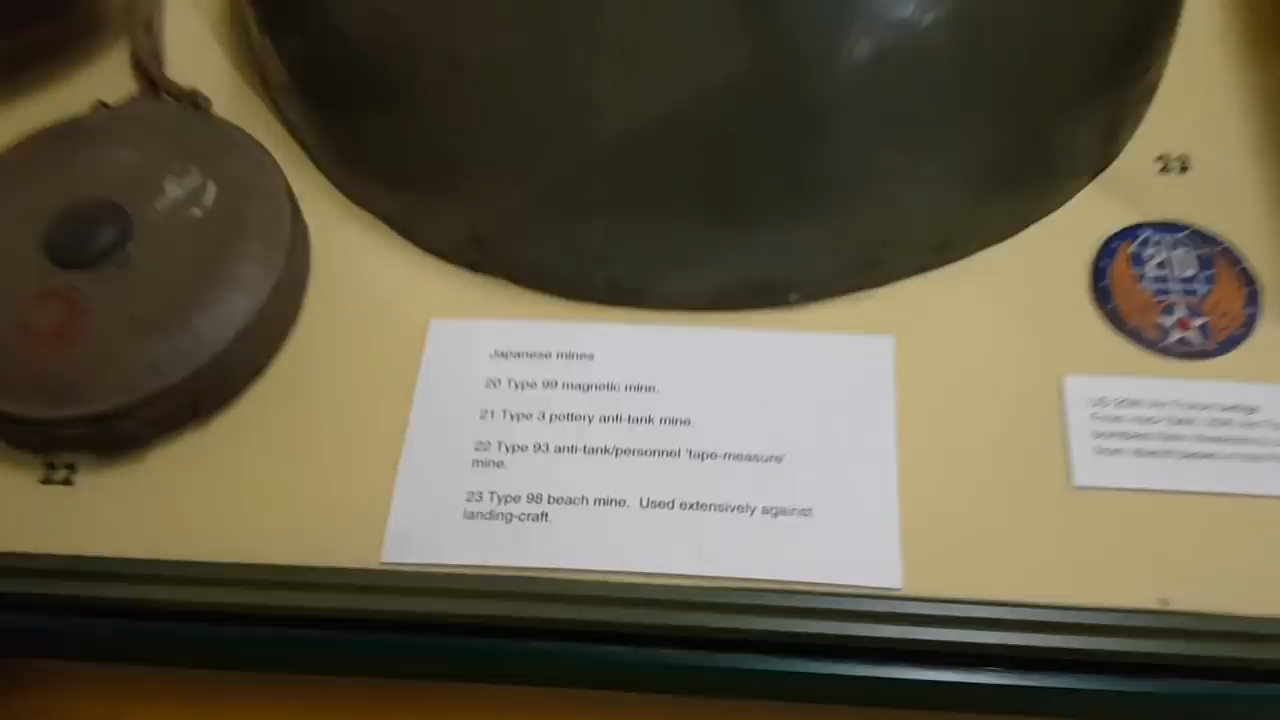 23
20
Japanese mines
20 Type 99 magnetic mine.
21 Type 3 pottery anti-tank mine.
22 Type 93 anti-tank/personnel 'tape-measure'
mine.
23 Type 98 beach mine. Used extensively against
landing-craft.
22